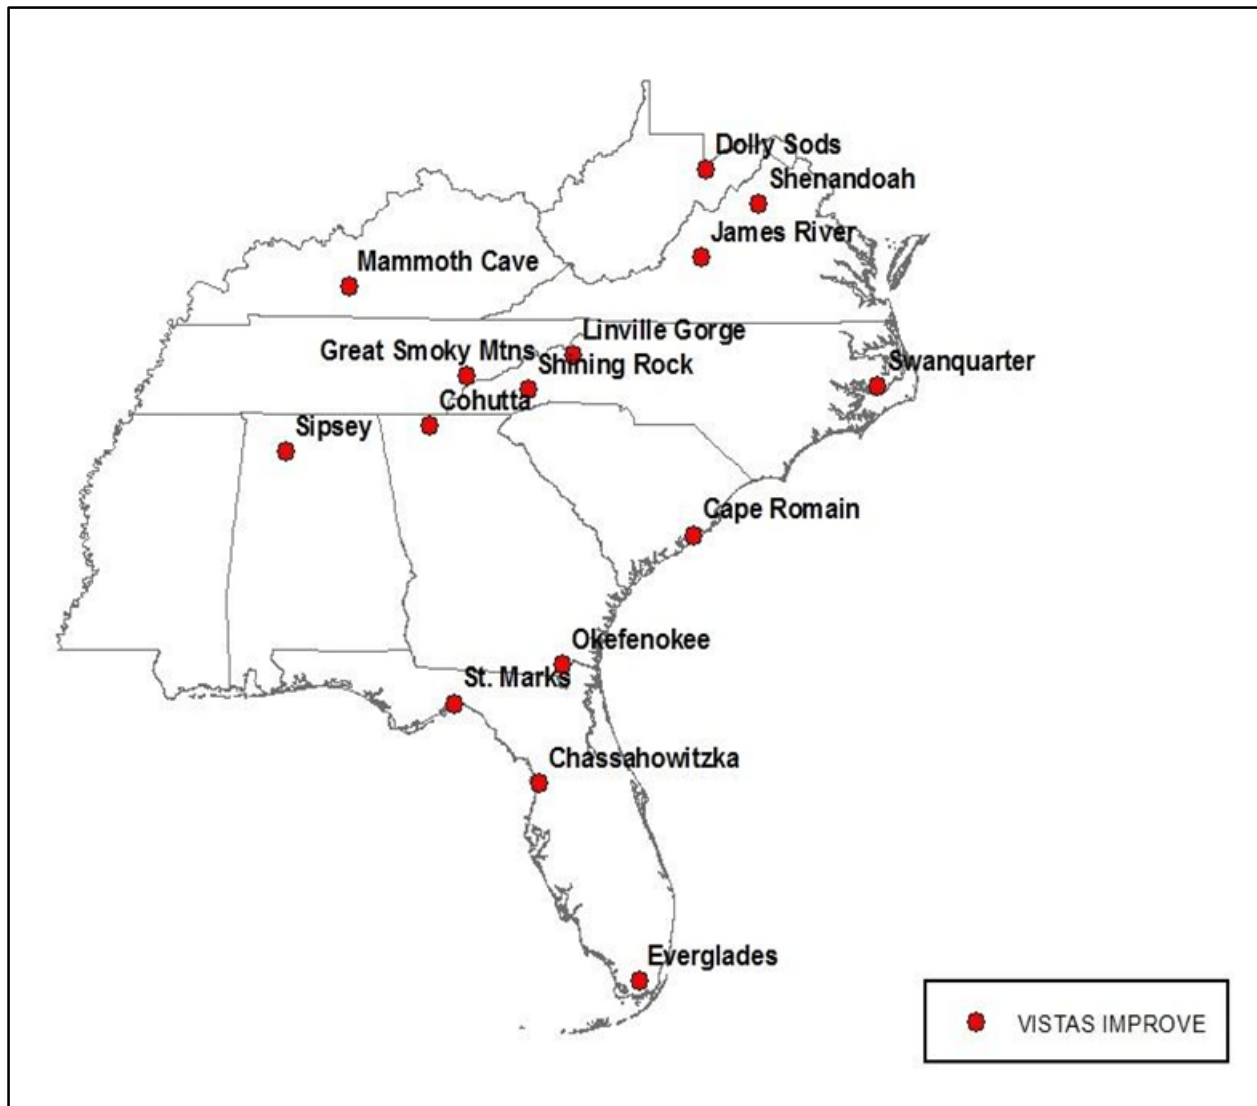 Dolly Sods
Shenandoah
James River
Mammoth Cave
Linville Gorge
Great Smoky Mtns
Shining Rock
Swanquarter
Cohutta
Sipsey
Cape Romain
Okefenokee
St. Marks
Chassahowitzka
Everglades
VISTAS IMPROVE